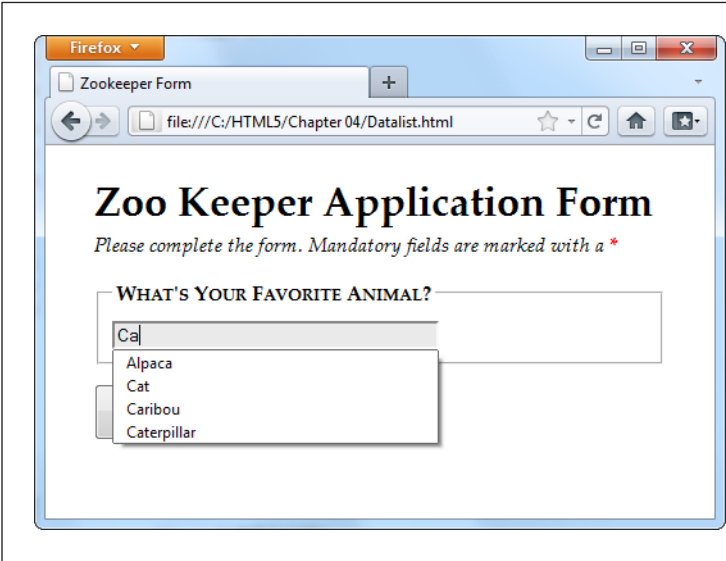 Firefox
Zookeeper Form
file:///C:/HTML5/Chapter 04/Datalist.html
Zoo Keeper Application Form
Please complete the form. Mandatory fields are marked with a *
WHAT'S YOUR FAVORITE ANIMAL?
Ca
Alpaca
Cat
Caribou
Caterpillar